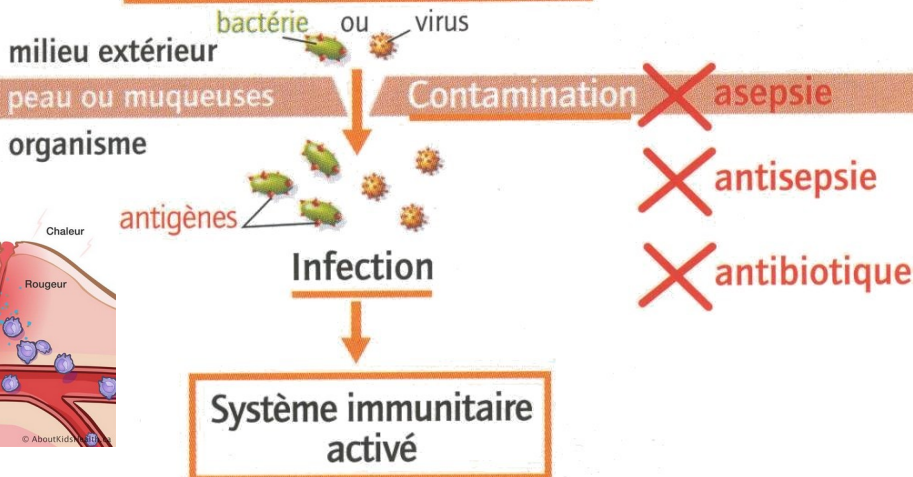 bactérie ou virus
milieu extérieur
peau ou muqueuses Contamination asepsie
organisme
antisepsie
antigènes
Chaleur
Infection
antibiotique
Rougeur
Système immunitaire
activé